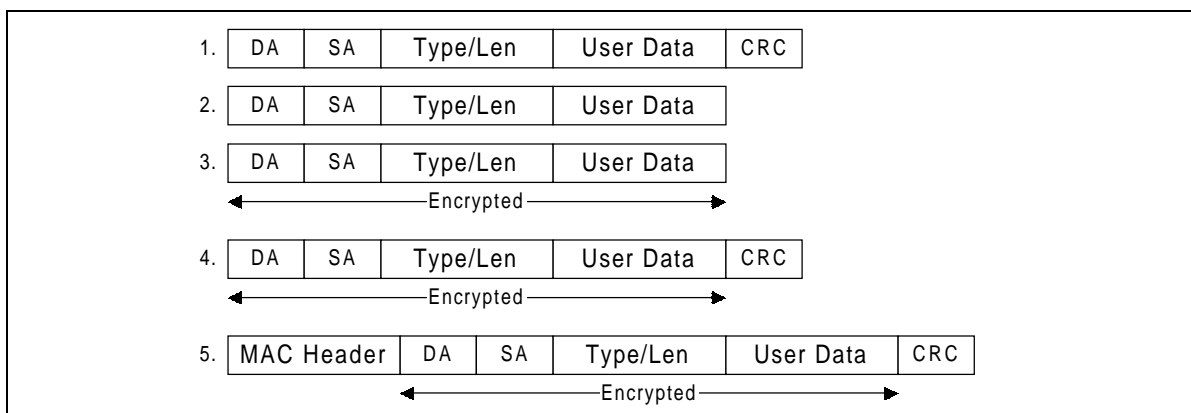 1. DA SA Type/Len User Data CRC
2. DA SA Type/Len User Data
3. DA SA Type/Len User Data
Encrypted
4. DA SA Type/Len User Data CRC
Encrypted
5. MAC Header DA SA Type/Len User Data CRC
Encrypted